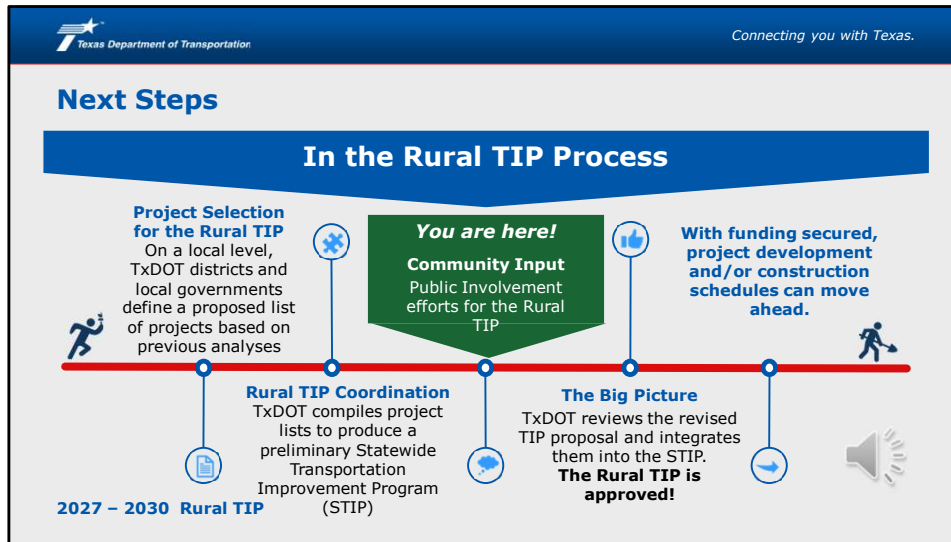 Texas Department of Transportation
Connecting you with Texas.
Next Steps
In the Rural TIP Process
Project Selection
for the Rural TIP
On a local level,
TxDOT districts and
local governments
define a proposed list
of projects based on
previous analyses
Rural TIP Coordination
TxDOT compiles project
lists to produce a
preliminary Statewide
Transportation
Improvement Program
(STIP)
You are here!
Community Input
Public Involvement
efforts for the Rural
TIP
The Big Picture
TxDOT reviews the revised
TIP proposal and integrates
them into the STIP.
The Rural TIP is
approved!
With funding secured,
project development
and/or construction
schedules can move
ahead.
2027 – 2030 Rural TIP